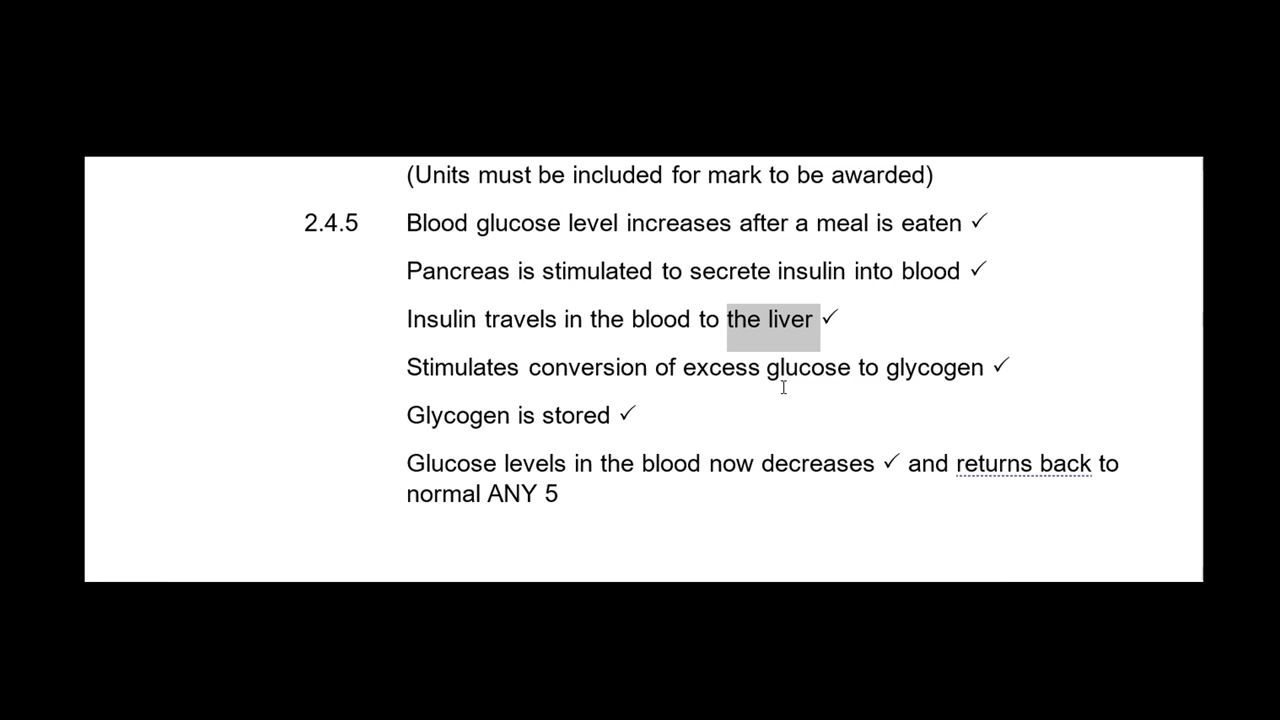 (Units must be included for mark to be awarded)
2.4.5 Blood glucose level increases after a meal is eaten ✓
Pancreas is stimulated to secrete insulin into blood ✓
Insulin travels in the blood to the liver ✓
Stimulates conversion of excess glucose to glycogen ✓
Glycogen is stored ✓
Glucose levels in the blood now decreases ✓ and returns back to
normal ANY 5